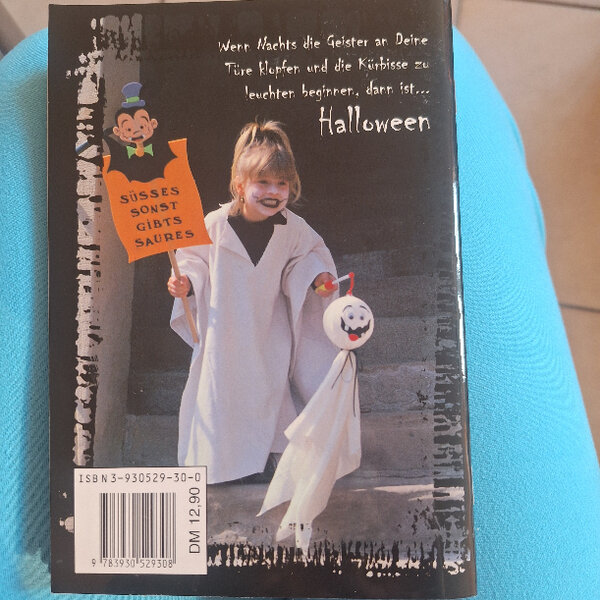 Wenn Nachts die Geister an Deine
Türe klopfen und die Kürbisse zu
leuchten beginnen, dann ist...
Halloween
SÜSSES
SONST
GIBTS
SAURES
ISBN 3-930529-30-0
9 783930 529308
DM 12,90